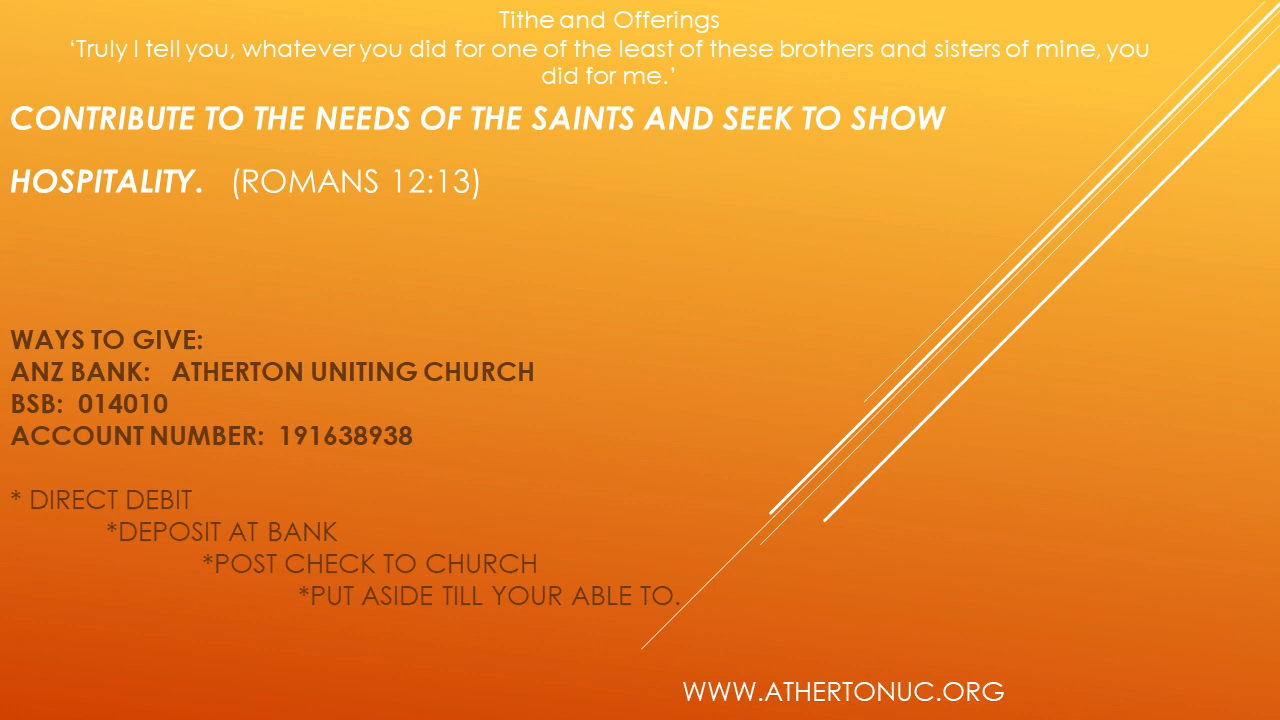 Tithe and Offerings
‘Truly I tell you, whatever you did for one of the least of these brothers and sisters of mine, you
did for me.’
CONTRIBUTE TO THE NEEDS OF THE SAINTS AND SEEK TO SHOW
HOSPITALITY. (ROMANS 12:13)
WAYS TO GIVE:
ANZ BANK: ATHERTON UNITING CHURCH
BSB: 014010
ACCOUNT NUMBER: 191638938
* DIRECT DEBIT
*DEPOSIT AT BANK
*POST CHECK TO CHURCH
*PUT ASIDE TILL YOUR ABLE TO.
WWW.ATHERTONUC.ORG